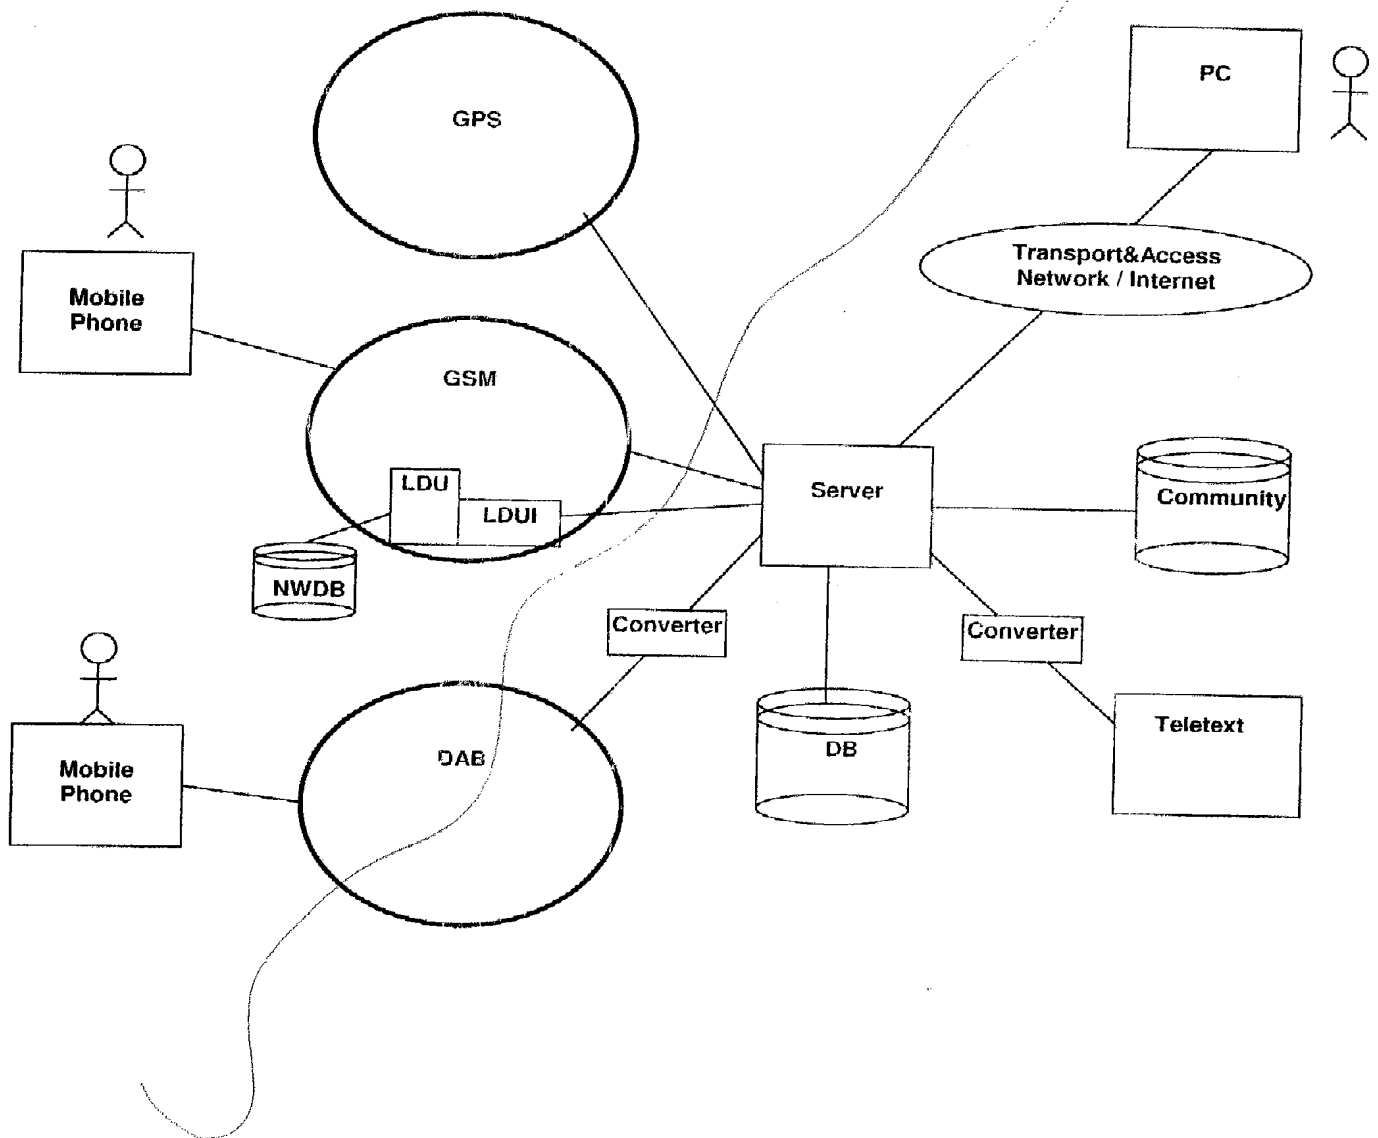 GPS
PC
Transport&Access
Network / Internet
Mobile
Phone
GSM
LDU
LDUI
Server
Community
NWDB
Converter
Converter
Mobile
Phone
DAB
DB
Teletext